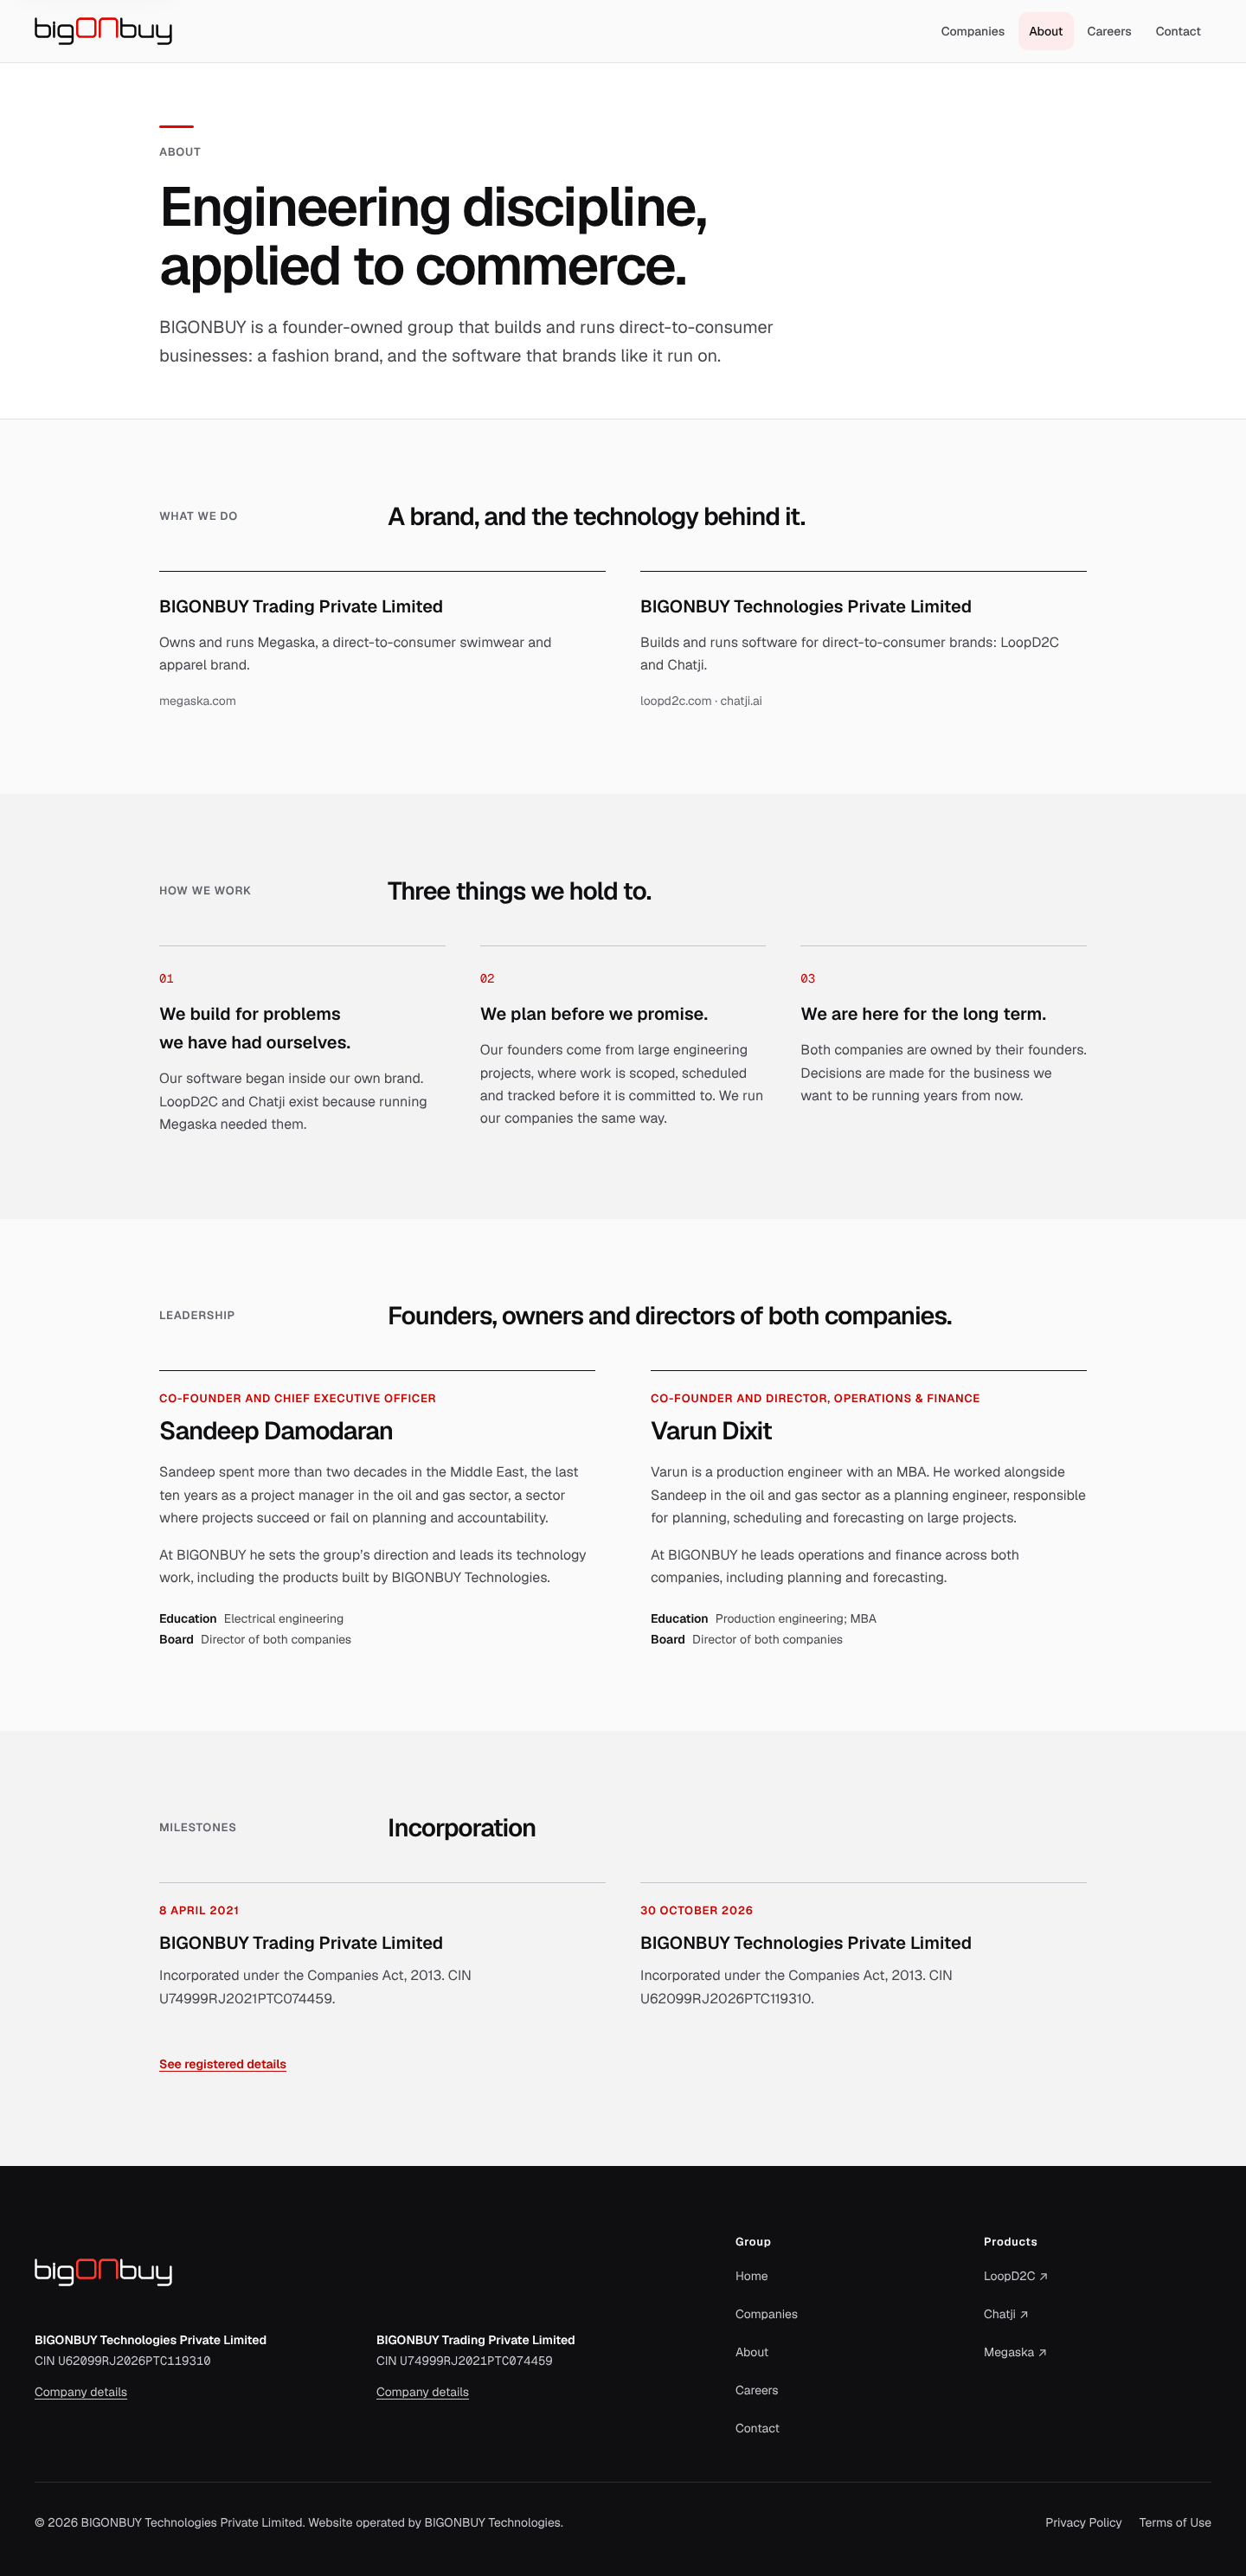 bigONbuy
Companies
About
Careers
Contact
ABOUT
Engineering discipline,
applied to commerce.
BIGONBUY is a founder-owned group that builds and runs direct-to-consumer
businesses: a fashion brand, and the software that brands like it run on.
WHAT WE DO
A brand, and the technology behind it.
BIGONBUY Trading Private Limited
Owns and runs Megaska, a direct-to-consumer swimwear and
apparel brand.
megaska.com
BIGONBUY Technologies Private Limited
Builds and runs software for direct-to-consumer brands: LoopD2C
and Chatji.
loopd2c.com · chatji.ai
HOW WE WORK
Three things we hold to.
01
We build for problems
we have had ourselves.
Our software began inside our own brand.
LoopD2C and Chatji exist because running
Megaska needed them.
02
We plan before we promise.
Our founders come from large engineering
projects, where work is scoped, scheduled
and tracked before it is committed to. We run
our companies the same way.
03
We are here for the long term.
Both companies are owned by their founders.
Decisions are made for the business we
want to be running years from now.
LEADERSHIP
Founders, owners and directors of both companies.
CO-FOUNDER AND CHIEF EXECUTIVE OFFICER
Sandeep Damodaran
Sandeep spent more than two decades in the Middle East, the last
ten years as a project manager in the oil and gas sector, a sector
where projects succeed or fail on planning and accountability.
At BIGONBUY he sets the group's direction and leads its technology
work, including the products built by BIGONBUY Technologies.
Education Electrical engineering
Board Director of both companies
CO-FOUNDER AND DIRECTOR, OPERATIONS & FINANCE
Varun Dixit
Varun is a production engineer with an MBA. He worked alongside
Sandeep in the oil and gas sector as a planning engineer, responsible
for planning, scheduling and forecasting on large projects.
At BIGONBUY he leads operations and finance across both
companies, including planning and forecasting.
Education Production engineering; MBA
Board Director of both companies
MILESTONES
Incorporation
8 APRIL 2021
BIGONBUY Trading Private Limited
Incorporated under the Companies Act, 2013. CIN
U74999RJ2021PTC074459.
30 OCTOBER 2026
BIGONBUY Technologies Private Limited
Incorporated under the Companies Act, 2013. CIN
U62099RJ2026PTC119310.
See registered details
bigONbuy
BIGONBUY Technologies Private Limited
CIN U62099RJ2026PTC119310
Company details
BIGONBUY Trading Private Limited
CIN U74999RJ2021PTC074459
Company details
Group
Home
Companies
About
Careers
Contact
Products
LoopD2C ↗
Chatji ↗
Megaska ↗
© 2026 BIGONBUY Technologies Private Limited. Website operated by BIGONBUY Technologies.
Privacy Policy
Terms of Use